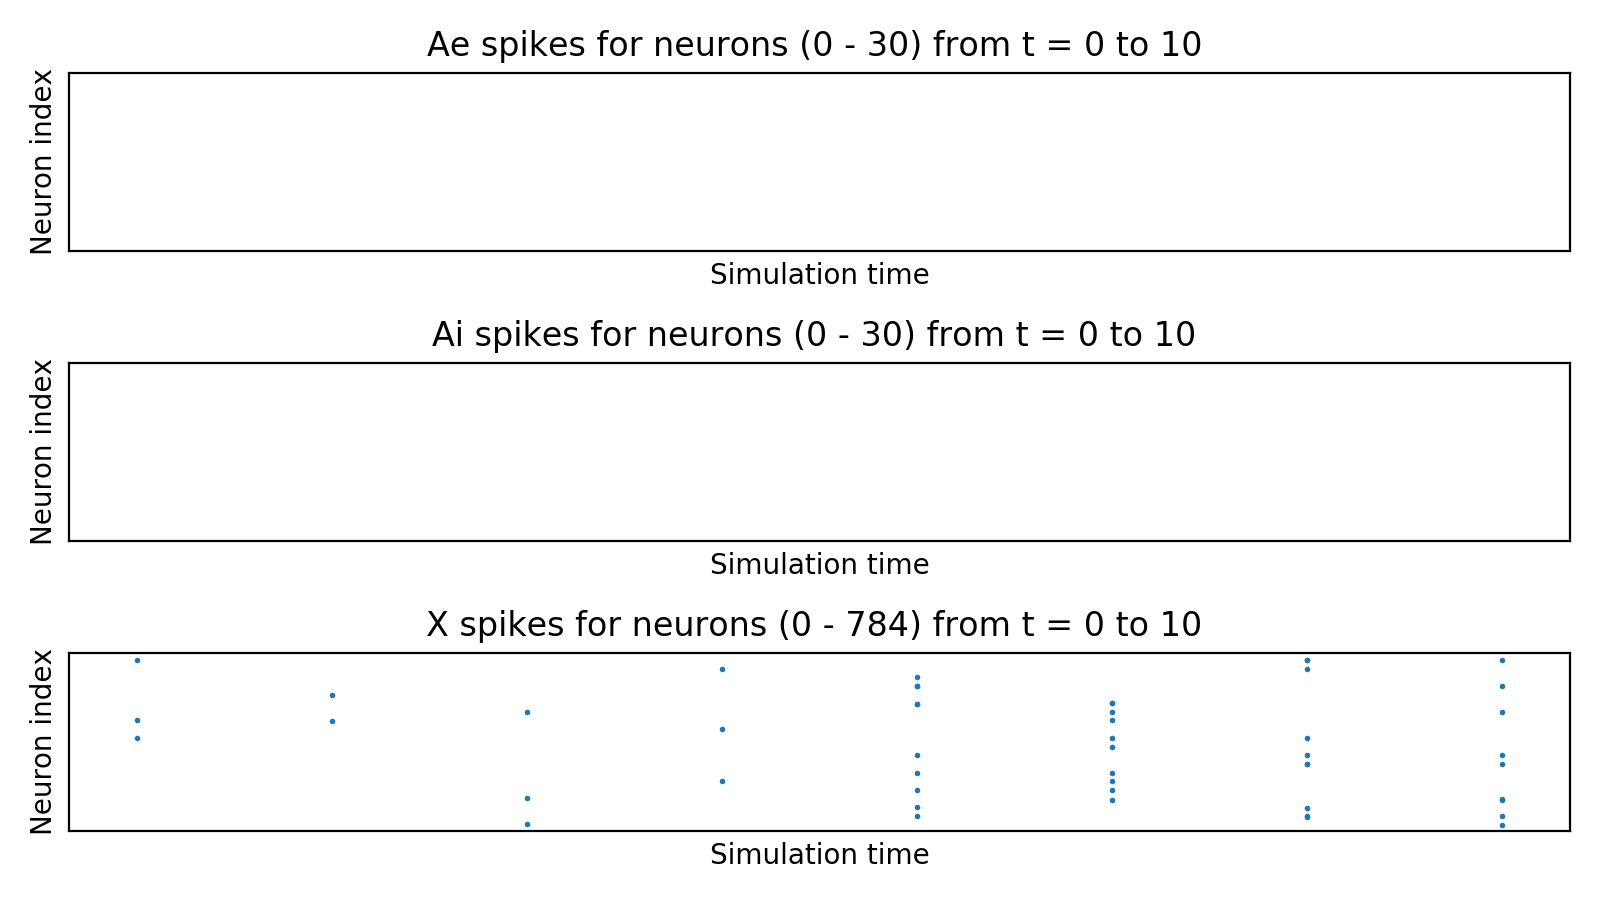 Ae spikes for neurons (0 - 30) from t = 0 to 10
Neuron index
Simulation time
Ai spikes for neurons (0 - 30) from t = 0 to 10
Neuron index
Simulation time
X spikes for neurons (0 - 784) from t = 0 to 10
Neuron index
Simulation time